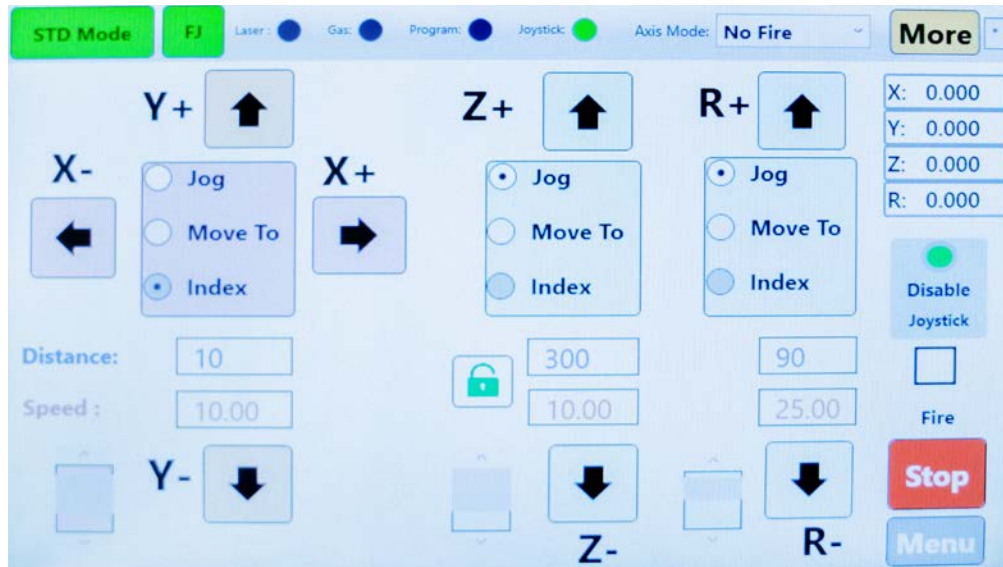 STD Mode FJ Laser : Gas: Program: Joystick: Axis Mode: No Fire More
Y+ Z+ R+
X: 0.000
Y: 0.000
Z: 0.000
R: 0.000
X- X+
Jog Jog Jog
Move To Move To Move To
Index Index Index
Disable
Joystick
Distance: 10 300 90
Speed : 10.00 10.00 25.00
Fire
Y- Z- R-
Stop
Menu